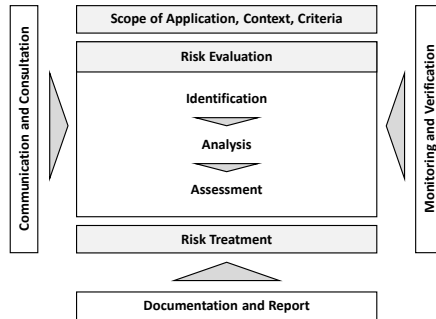 Scope of Application, Context, Criteria
Communication and Consultation
Risk Evaluation
Identification
Analysis
Assessment
Monitoring and Verification
Risk Treatment
Documentation and Report